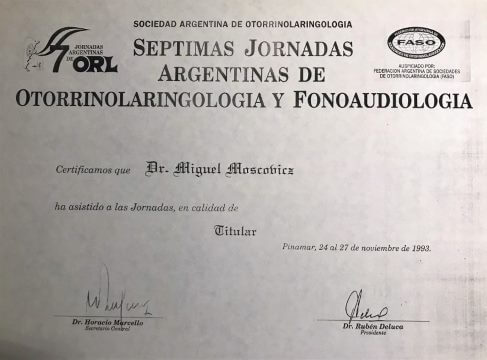 SOCIEDAD ARGENTINA DE OTORRINOLARINGOLOGIA
7 JORNADAS
ARGENTINAS
DE ORL
SEPTIMAS JORNADAS
ARGENTINAS DE
OTORRINOLARINGOLOGIA Y FONOAUDIOLOGIA
FASO
AUSPICIADO POR:
FEDERACION ARGENTINA DE SOCIEDADES
DE OTORRINOLARINGOLOGIA (FASO)
Certificamos que Dr. Miguel Moscovicz
ha asistido a las Jornadas, en calidad de
Titular
Pinamar, 24 al 27 de noviembre de 1993.
Dr. Horacio Marcello
Secretario General
Dr. Rubén Deluca
Presidente